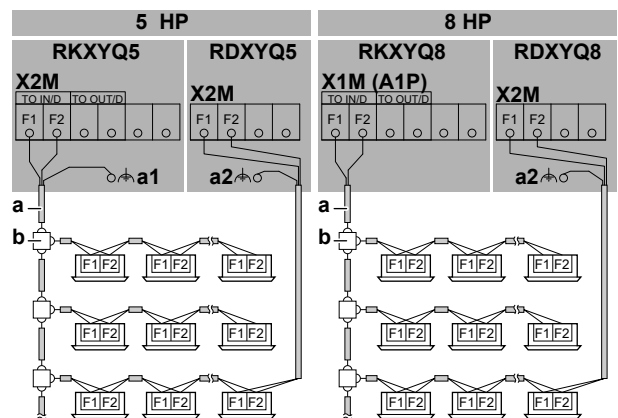 5 HP
8 HP
RKXYQ5
RDXYQ5
RKXYQ8
RDXYQ8
X2M
X2M
X1M (A1P)
X2M
TO IN/D TO OUT/D
TO IN/D TO OUT/D
F1 F2
F1 F2
F1 F2
F1 F2
a1
a2
a2
a
a
b
b
F1 F2 F1 F2 F1 F2
F1 F2 F1 F2 F1 F2
F1 F2 F1 F2 F1 F2
F1 F2 F1 F2 F1 F2
F1 F2 F1 F2 F1 F2
F1 F2 F1 F2 F1 F2